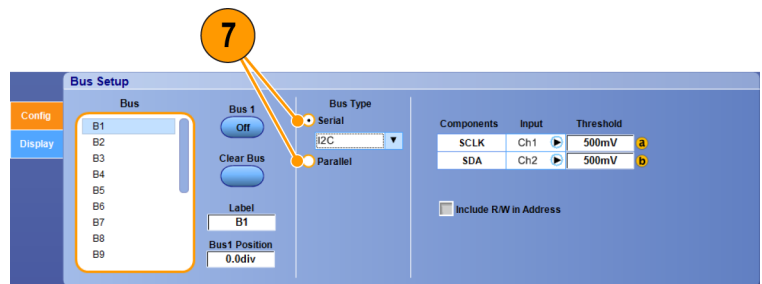 7
Bus Setup
Config
Display
Bus
B1
B2
B3
B4
B5
B6
B7
B8
B9
Bus 1
Off
Clear Bus
Label
B1
Bus1 Position
0.0div
Bus Type
Serial
I2C
Parallel
Components Input Threshold
SCLK Ch1 500mV a
SDA Ch2 500mV b
Include R/W in Address